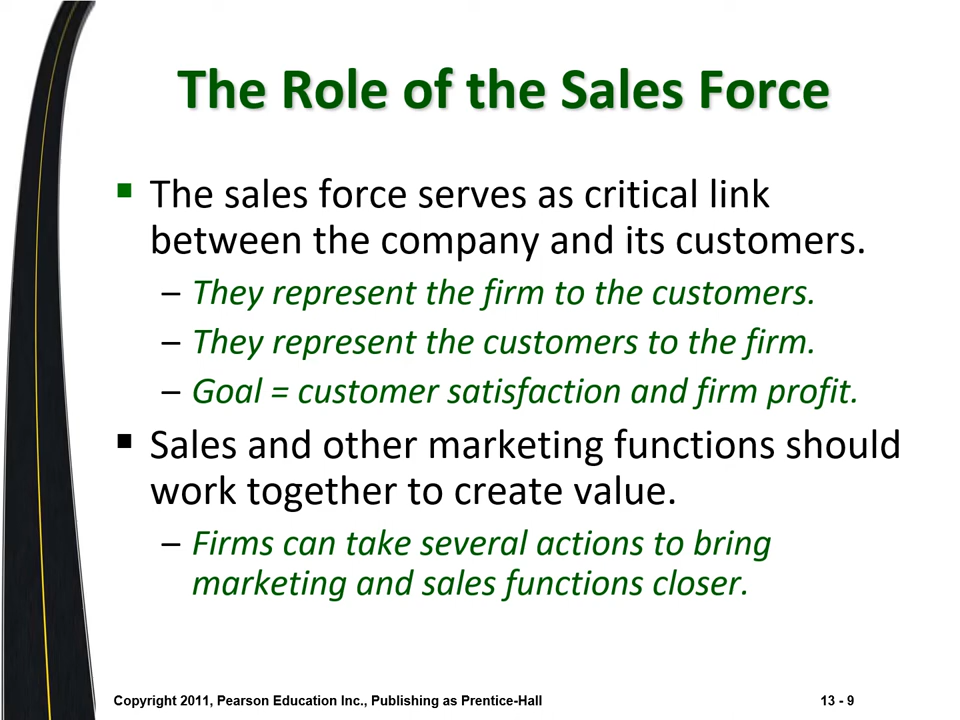 The Role of the Sales Force
▪ The sales force serves as critical link
between the company and its customers.
– They represent the firm to the customers.
– They represent the customers to the firm.
– Goal = customer satisfaction and firm profit.
▪ Sales and other marketing functions should
work together to create value.
– Firms can take several actions to bring
marketing and sales functions closer.
Copyright 2011, Pearson Education Inc., Publishing as Prentice-Hall
13 - 9